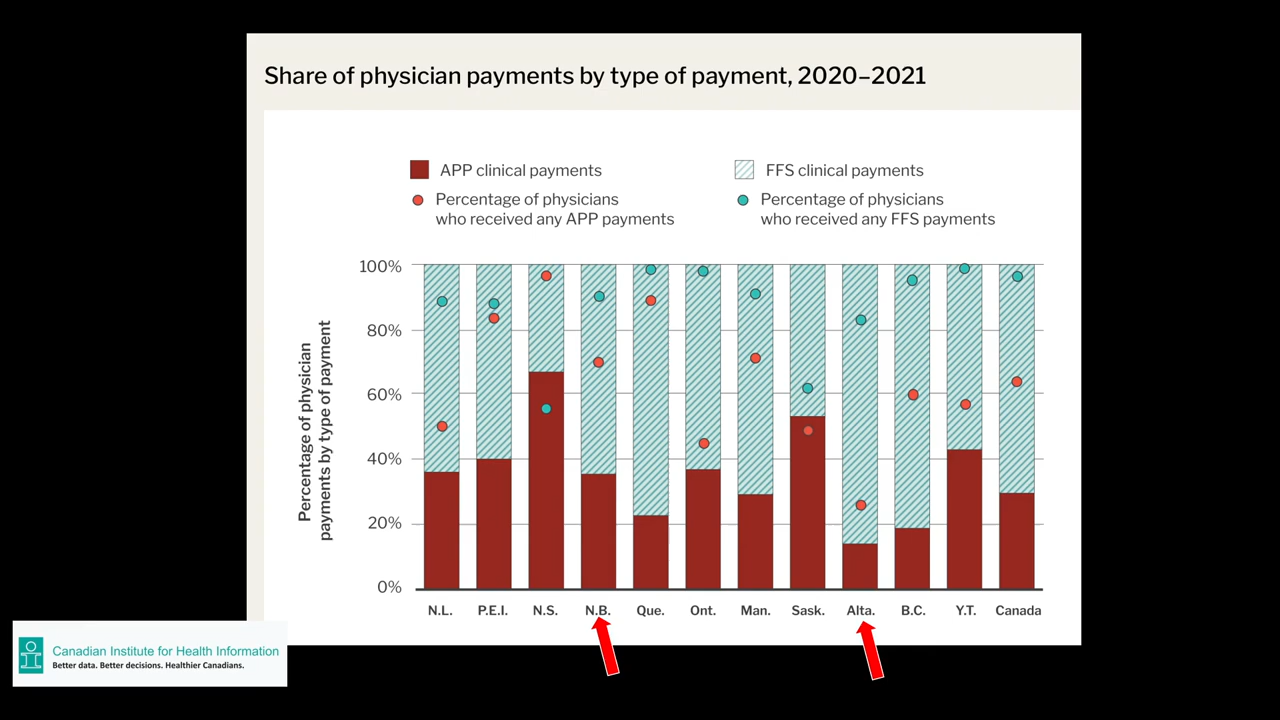 Share of physician payments by type of payment, 2020–2021
APP clinical payments
FFS clinical payments
Percentage of physicians
who received any APP payments
Percentage of physicians
who received any FFS payments
Percentage of physician
payments by type of payment
100%
80%
60%
40%
20%
0%
N.L. P.E.I. N.S. N.B. Que. Ont. Man. Sask. Alta. B.C. Y.T. Canada
Canadian Institute for Health Information
Better data. Better decisions. Healthier Canadians.